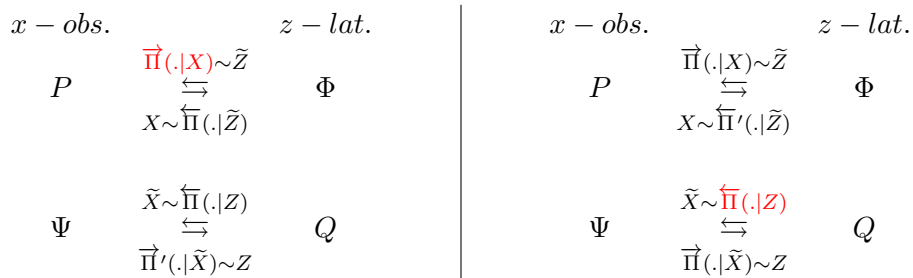 x − obs. z − lat. x − obs. z − lat.
→Π(.|X)∼Z̃ →Π(.|X)∼Z̃
P ⇆ Φ P ⇆ Φ
X∼←Π(.|Z̃) X∼←Π′(.|Z̃)
X̃∼←Π(.|Z) X̃∼←Π(.|Z)
Ψ ⇆ Q Ψ ⇆ Q
→Π′(.|X̃)∼Z →Π(.|X̃)∼Z